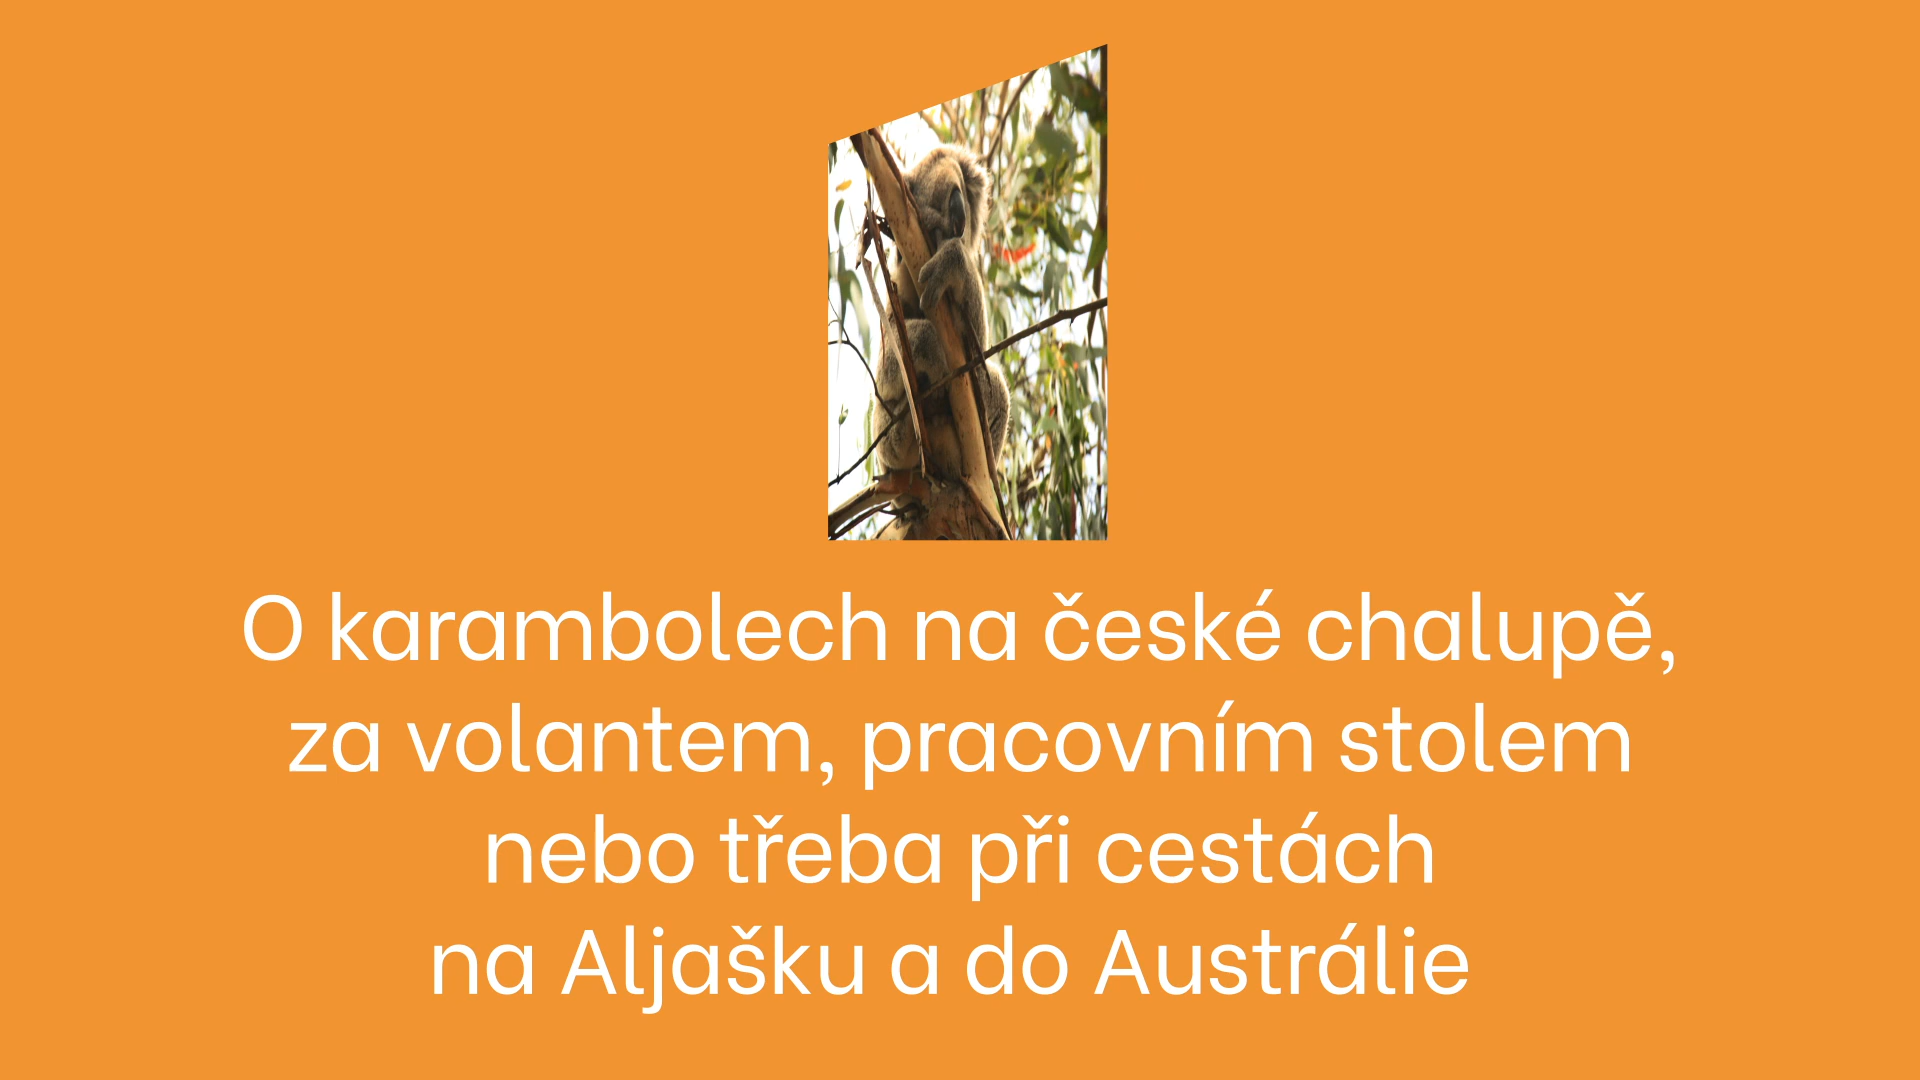 O karambolech na české chalupě,
za volantem, pracovním stolem
nebo třeba při cestách
na Aljašku a do Austrálie